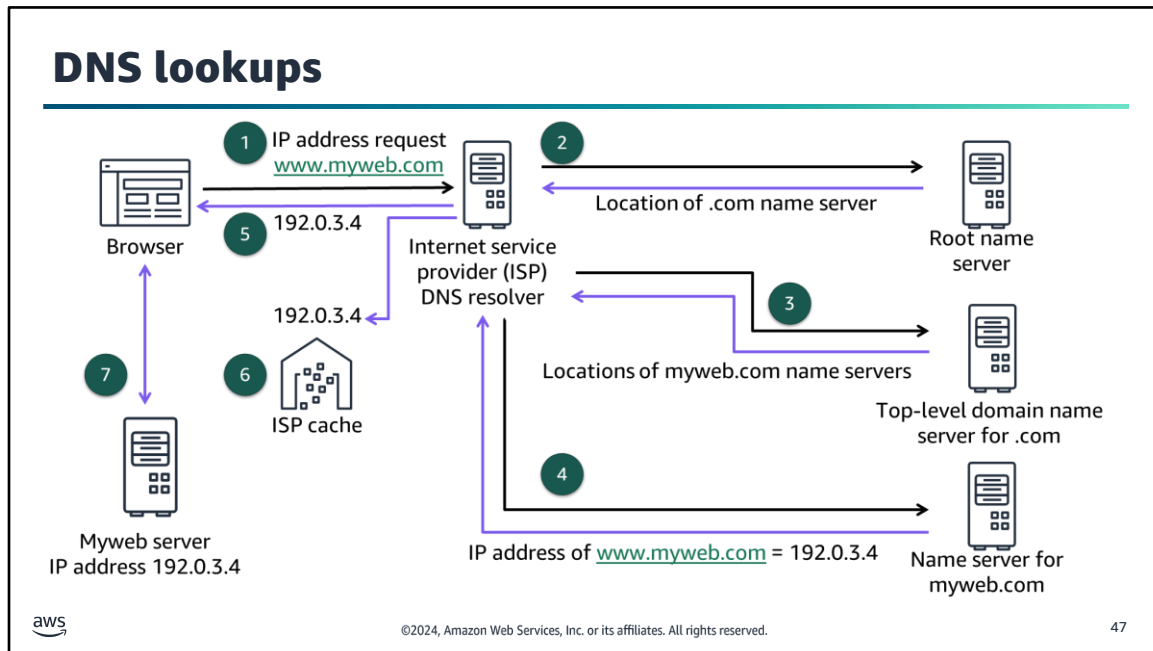 DNS lookups
1
IP address request
www.myweb.com
2
Location of .com name server
Root name
server
Browser
5
192.0.3.4
Internet service
provider (ISP)
DNS resolver
3
Locations of myweb.com name servers
Top-level domain name
server for .com
192.0.3.4
6
ISP cache
7
Myweb server
IP address 192.0.3.4
4
IP address of www.myweb.com = 192.0.3.4
Name server for
myweb.com
aws
©2024, Amazon Web Services, Inc. or its affiliates. All rights reserved.
47